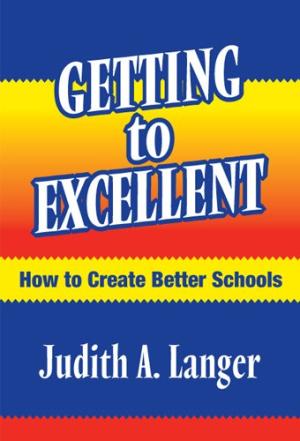 GETTING
to
EXCELLENT
How to Create Better Schools
Judith A. Langer